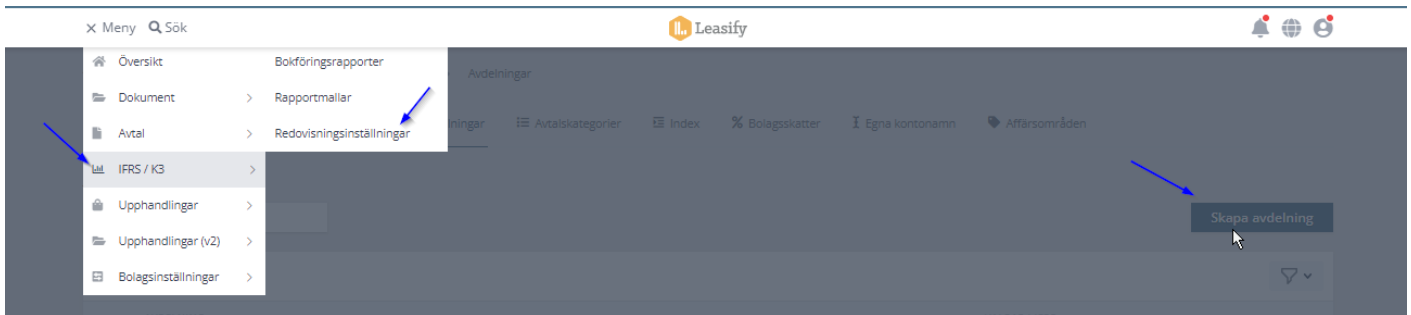 Meny Sök
Leasify
Översikt
Dokument
Avtal
IFRS / K3
Upphandlingar
Upphandlingar (v2)
Bolagsinställningar
Bokföringsrapporter
Rapportmallar
Redovisningsinställningar
Avdelningar
Avtalskategorier Index % Bolagsskatter Egna kontonamn Affärsområden
Skapa avdelning